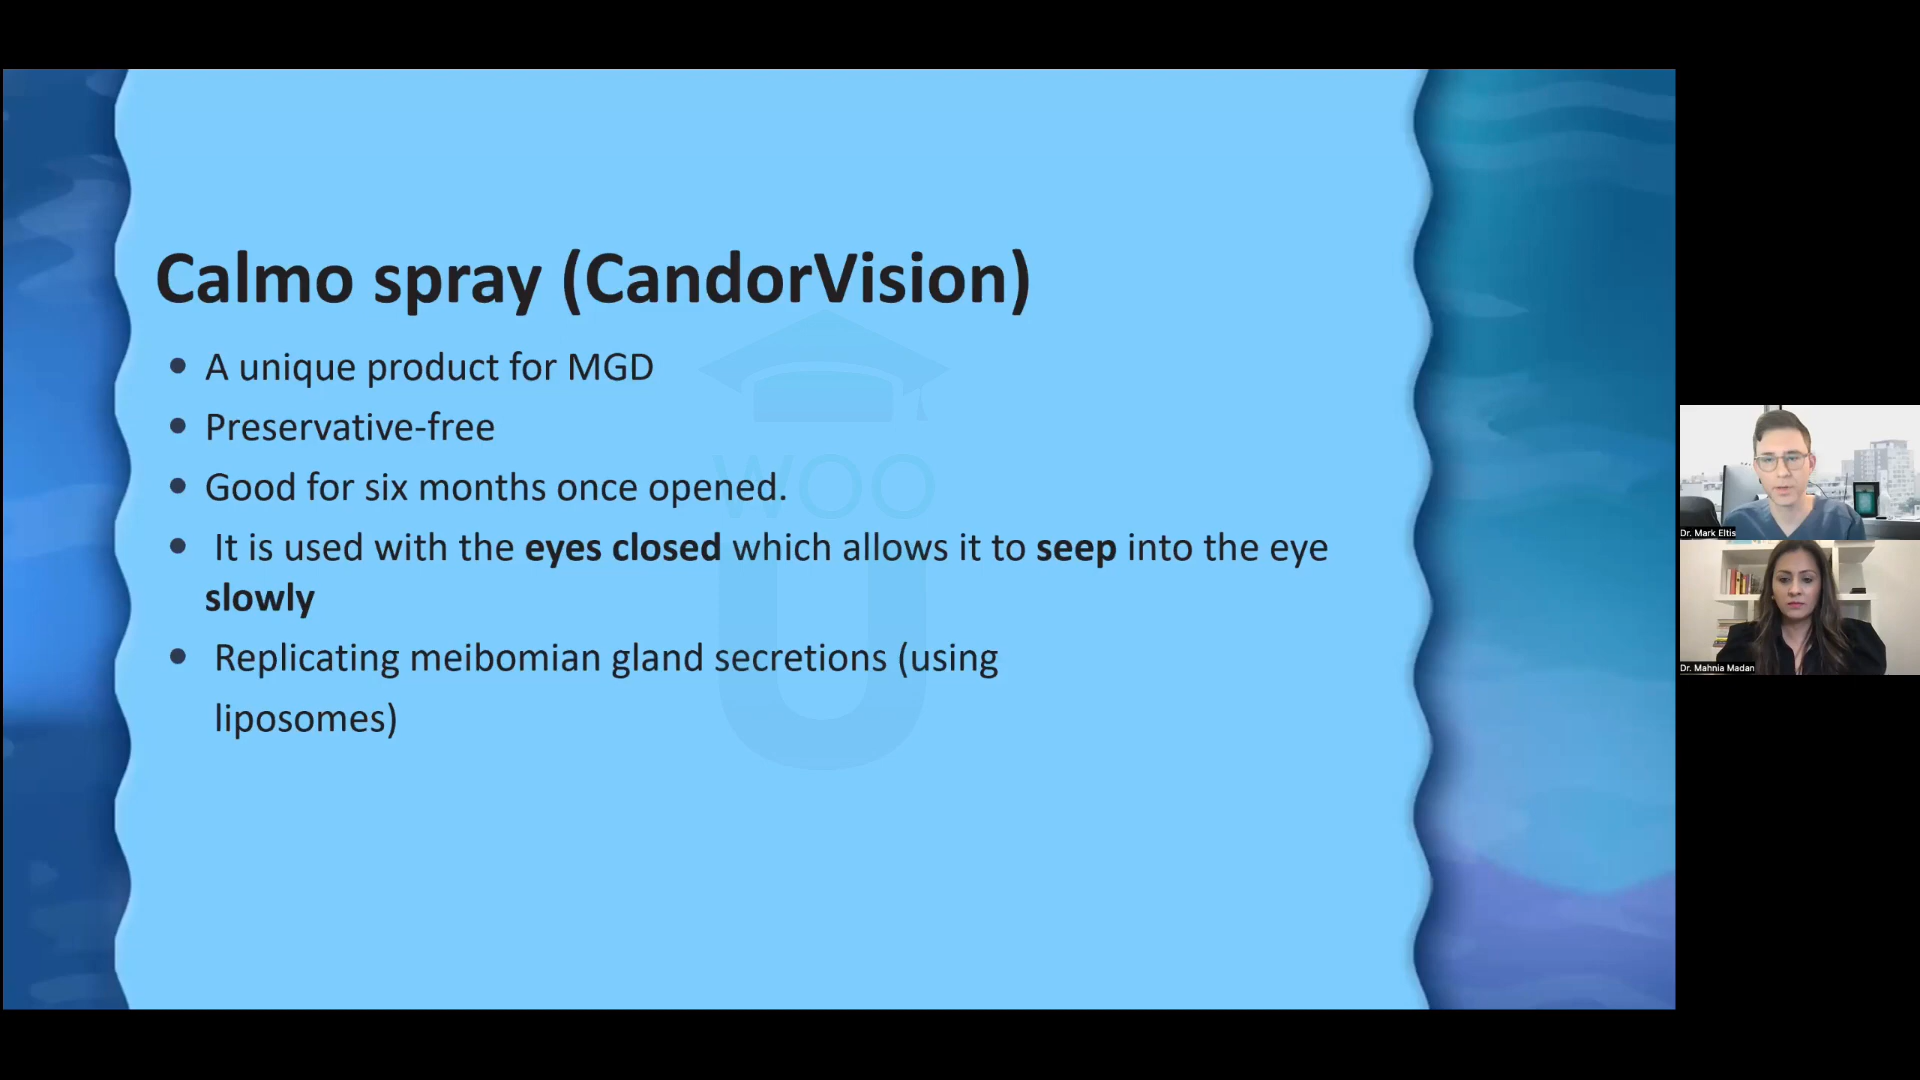 Calmo spray (CandorVision)
• A unique product for MGD
• Preservative-free
• Good for six months once opened.
• It is used with the eyes closed which allows it to seep into the eye
slowly
• Replicating meibomian gland secretions (using
liposomes)
WOO
U
Dr. Mark Eltis
Dr. Mahnia Madan